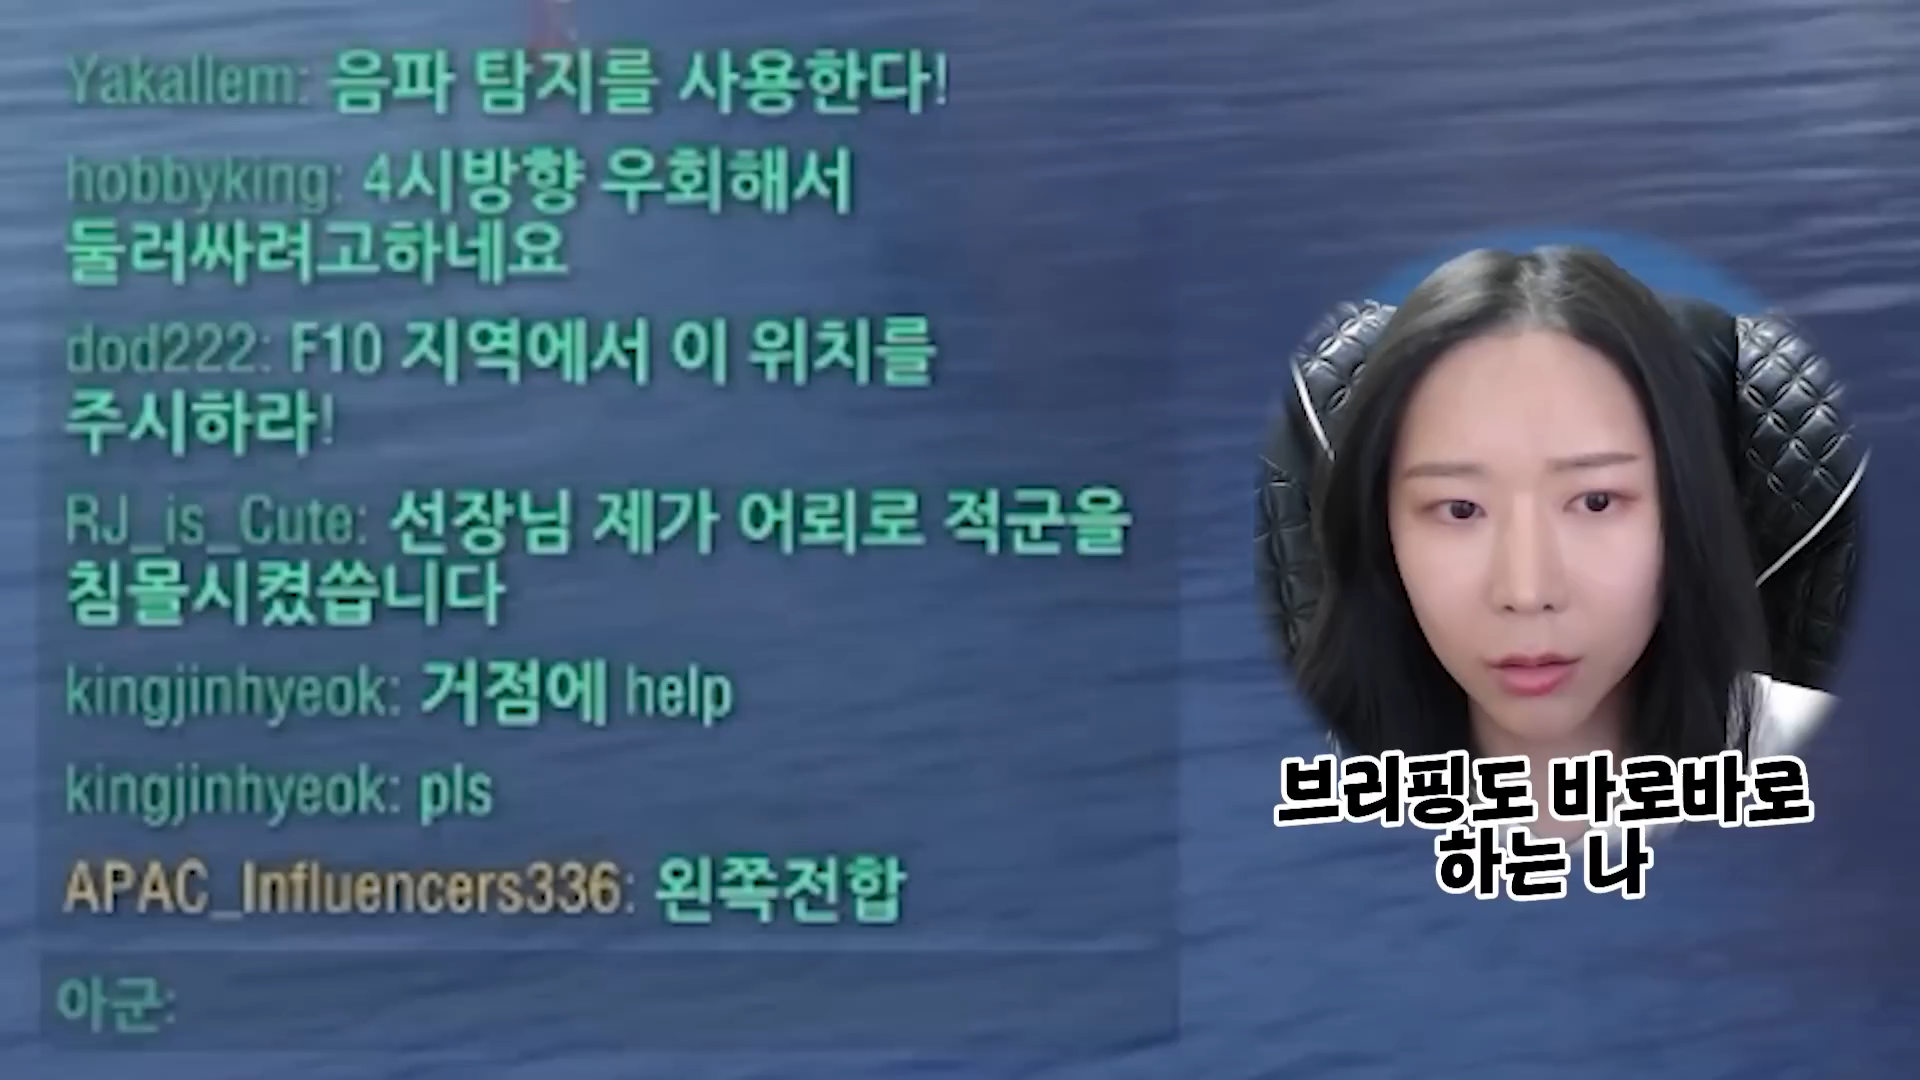 Yakallem: 음파 탐지를 사용한다!
hobbyking: 4시방향 우회해서
둘러싸려고하네요
dod222: F10 지역에서 이 위치를
주시하라!
RJ_is_Cute: 선장님 제가 어뢰로 적군을
침몰시켰씁니다
kingjinhyeok: 거점에 help
kingjinhyeok: pls
APAC_Influencers336: 왼쪽전합
아군:
브리핑도 바로바로
하는 나